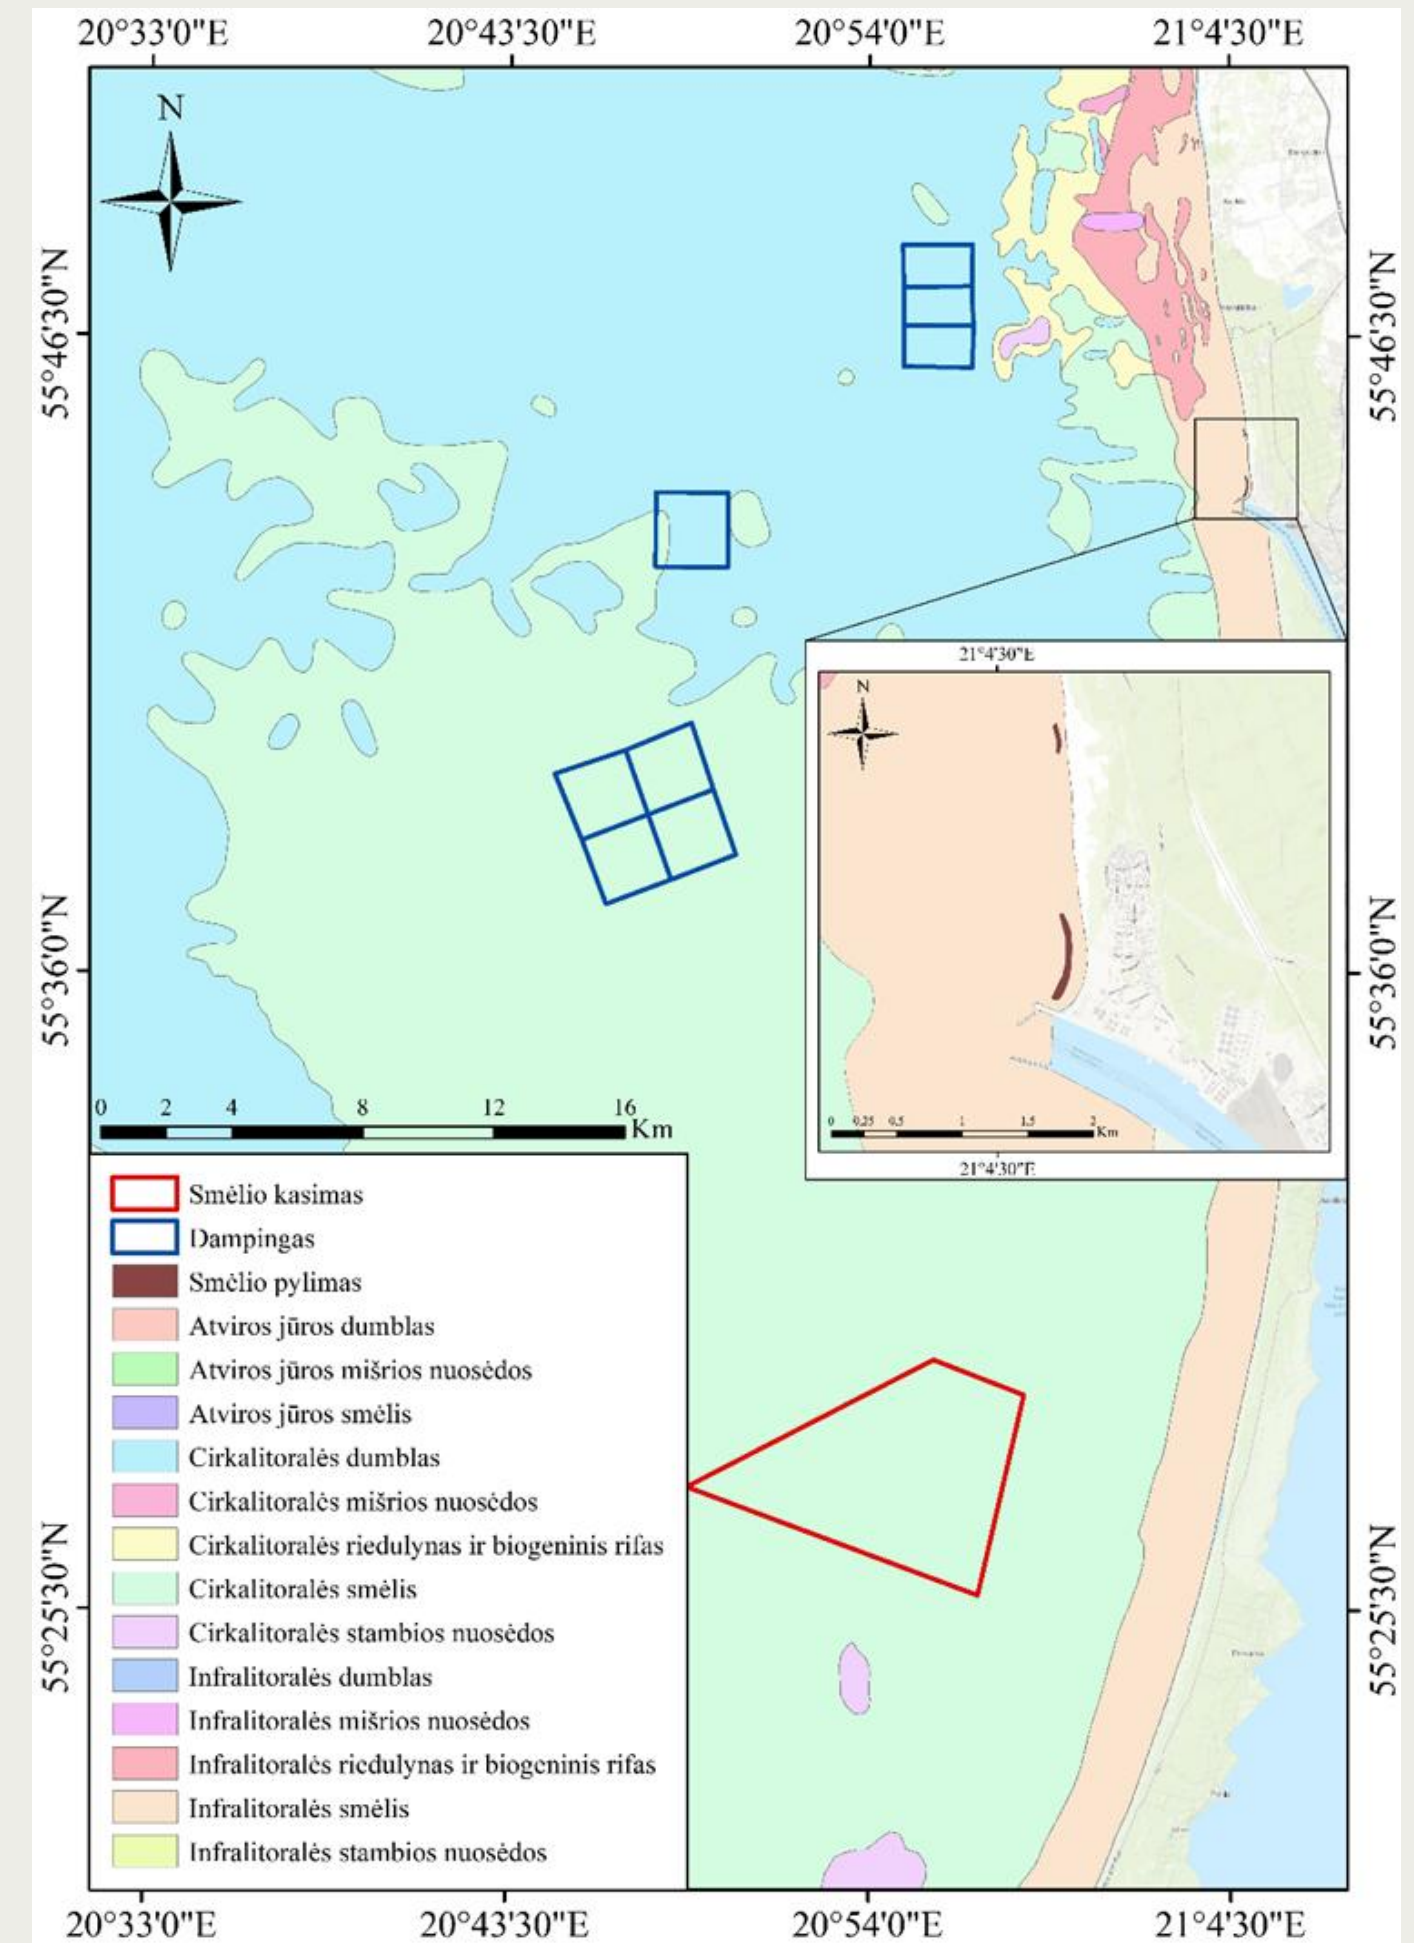 20°33'0"E 20°43'30"E 20°54'0"E 21°4'30"E
N
55°46'30"N 55°46'30"N
21°4'30"E
N
55°36'0"N 55°36'0"N
0 2 4 8 12 16 Km
0 0,25 0,5 1 1,5 2 Km
21°4'30"E
Smėlio kasimas
Dampingas
Smėlio pylimas
Atviros jūros dumblas
Atviros jūros mišrios nuosėdos
Atviros jūros smėlis
Cirkalitoralės dumblas
Cirkalitoralės mišrios nuosėdos
Cirkalitoralės riedulynas ir biogeninis rifas
Cirkalitoralės smėlis
Cirkalitoralės stambios nuosėdos
Infralitoralės dumblas
Infralitoralės mišrios nuosėdos
Infralitoralės riedulynas ir biogeninis rifas
Infralitoralės smėlis
Infralitoralės stambios nuosėdos
55°25'30"N 55°25'30"N
20°33'0"E 20°43'30"E 20°54'0"E 21°4'30"E